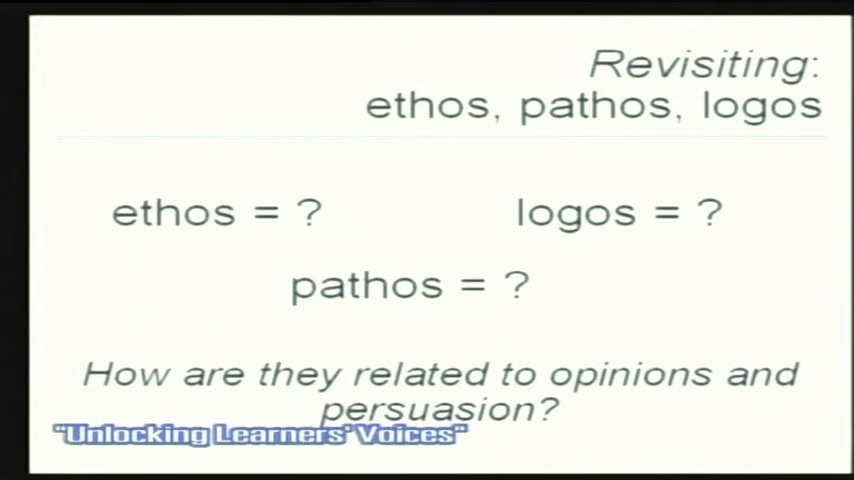 Revisiting:
ethos, pathos, logos
ethos = ?
logos = ?
pathos = ?
How are they related to opinions and
persuasion?
"Unlocking Learners' Voices"